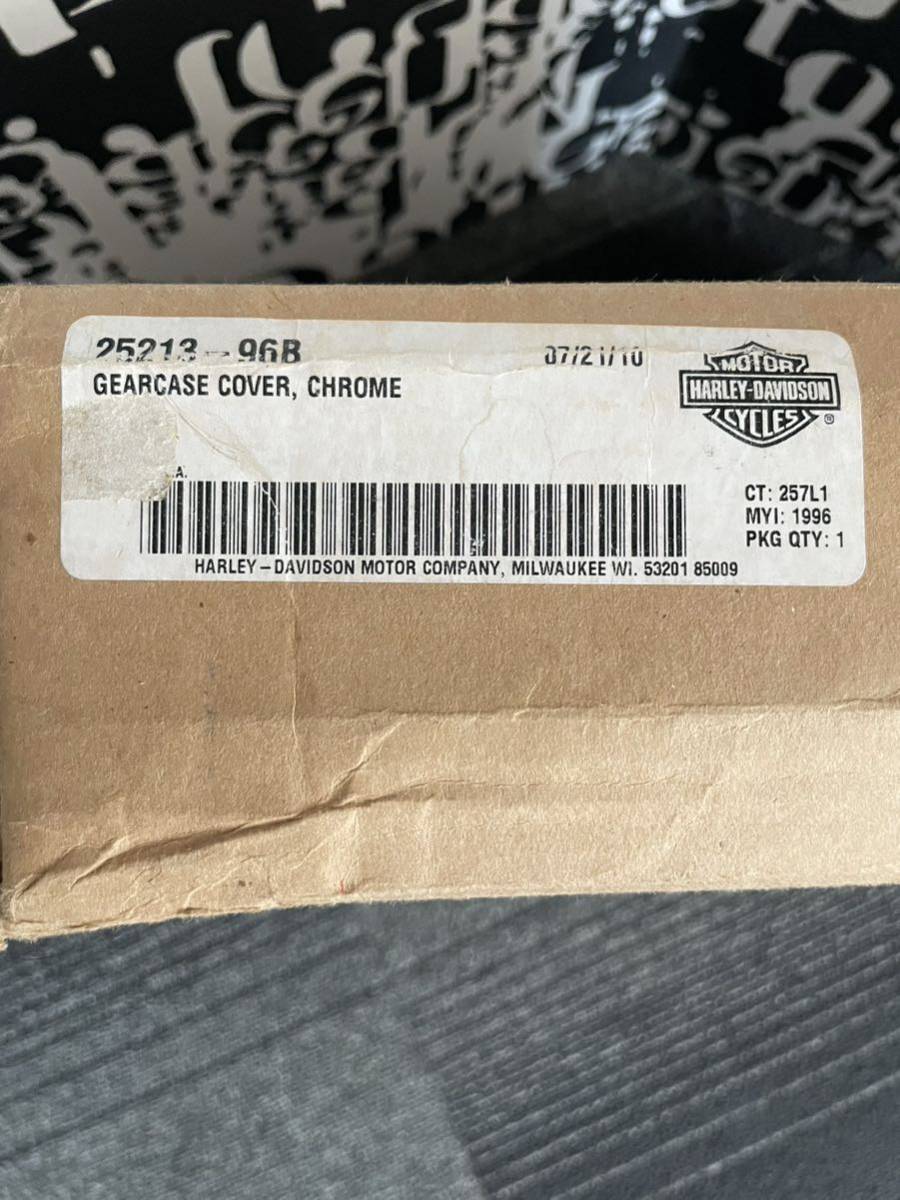 25213-96B 07/21/10
GEARCASE COVER, CHROME
MOTOR
HARLEY-DAVIDSON
CYCLES
®
A.
CT: 257L1
MYI: 1996
PKG QTY: 1
HARLEY-DAVIDSON MOTOR COMPANY, MILWAUKEE WI. 53201 85009